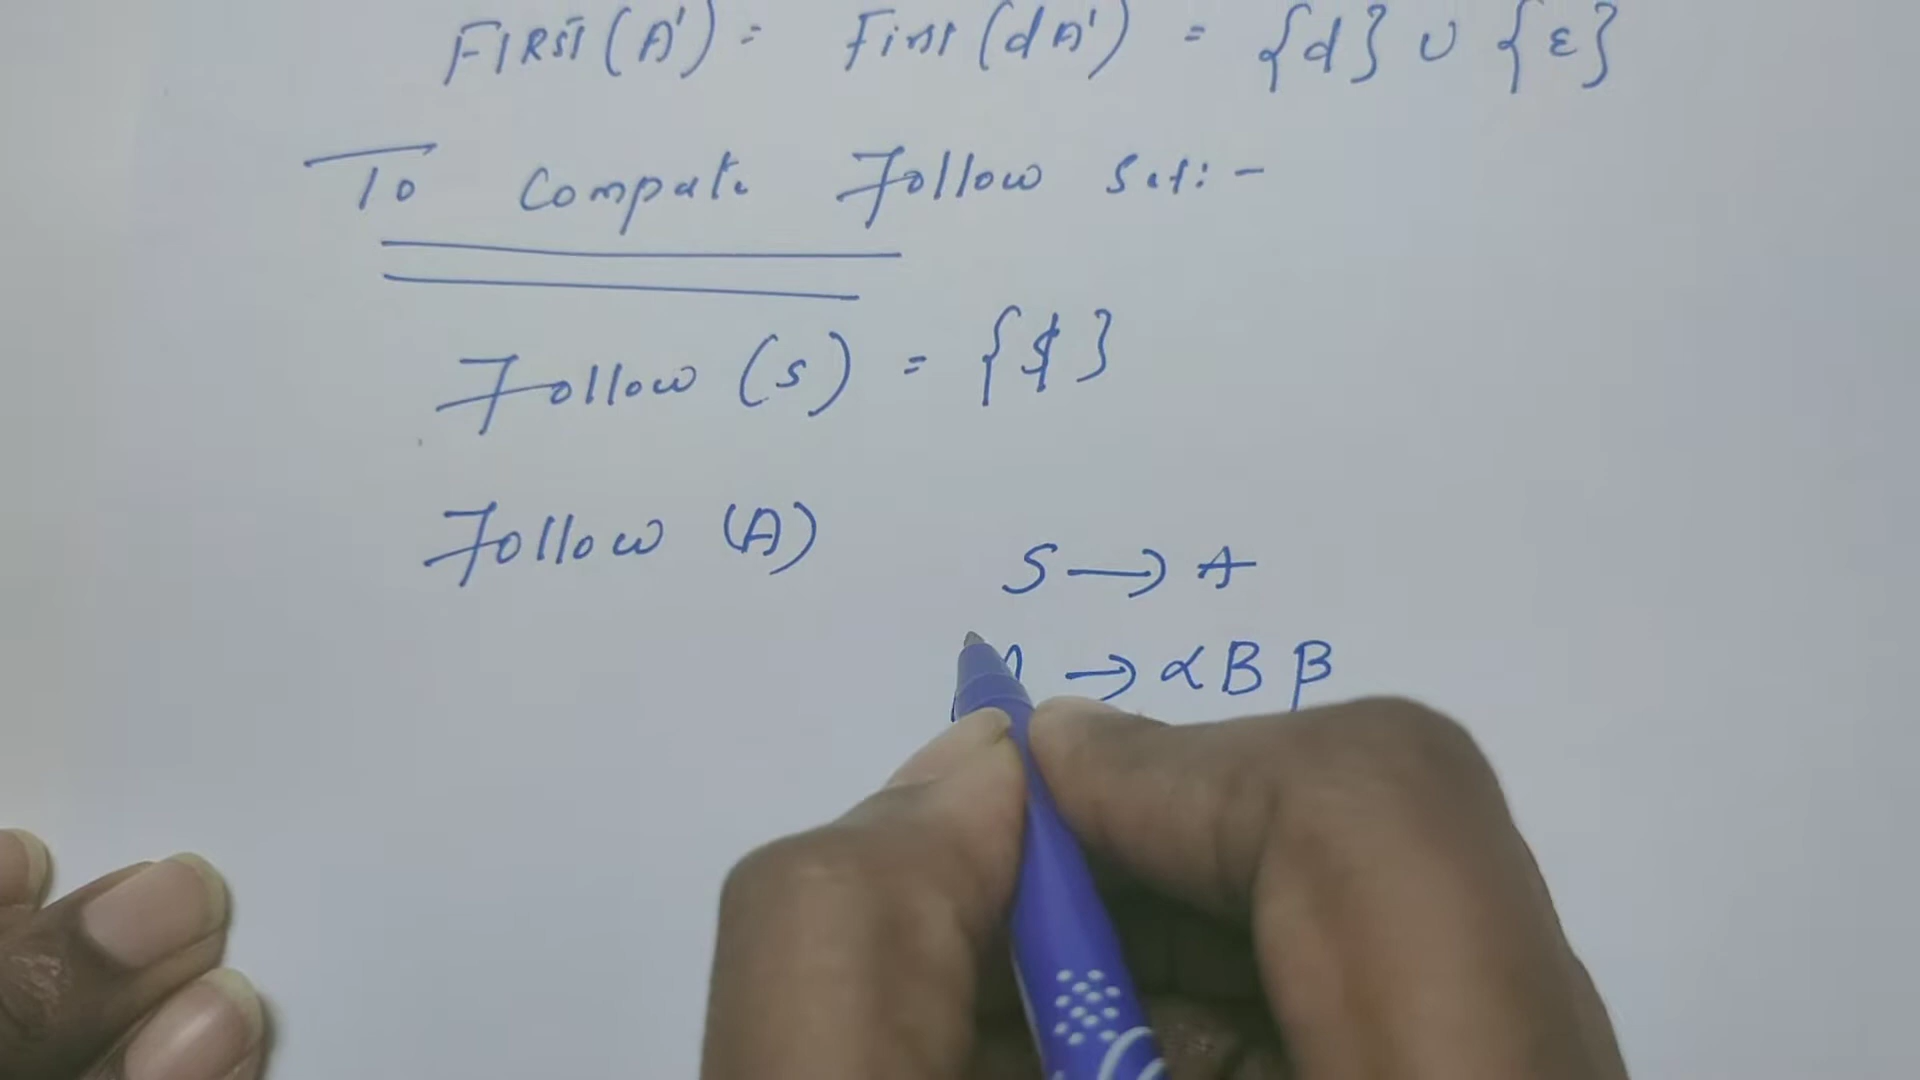 FIRST(A') = First(dA') = {d} ∪ {ε}
To Compute Follow Set:-
Follow (S) = {$}
Follow (A)
S → A
A → αBβ